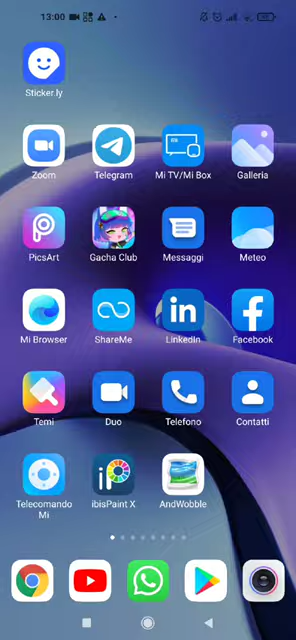 13:00
Sticker.ly
Zoom
Telegram
Mi TV/Mi Box
Galleria
PicsArt
Gacha Club
Messaggi
Meteo
Mi Browser
ShareMe
LinkedIn
Facebook
Temi
Duo
Telefono
Contatti
Telecomando
Mi
ibisPaint X
AndWobble